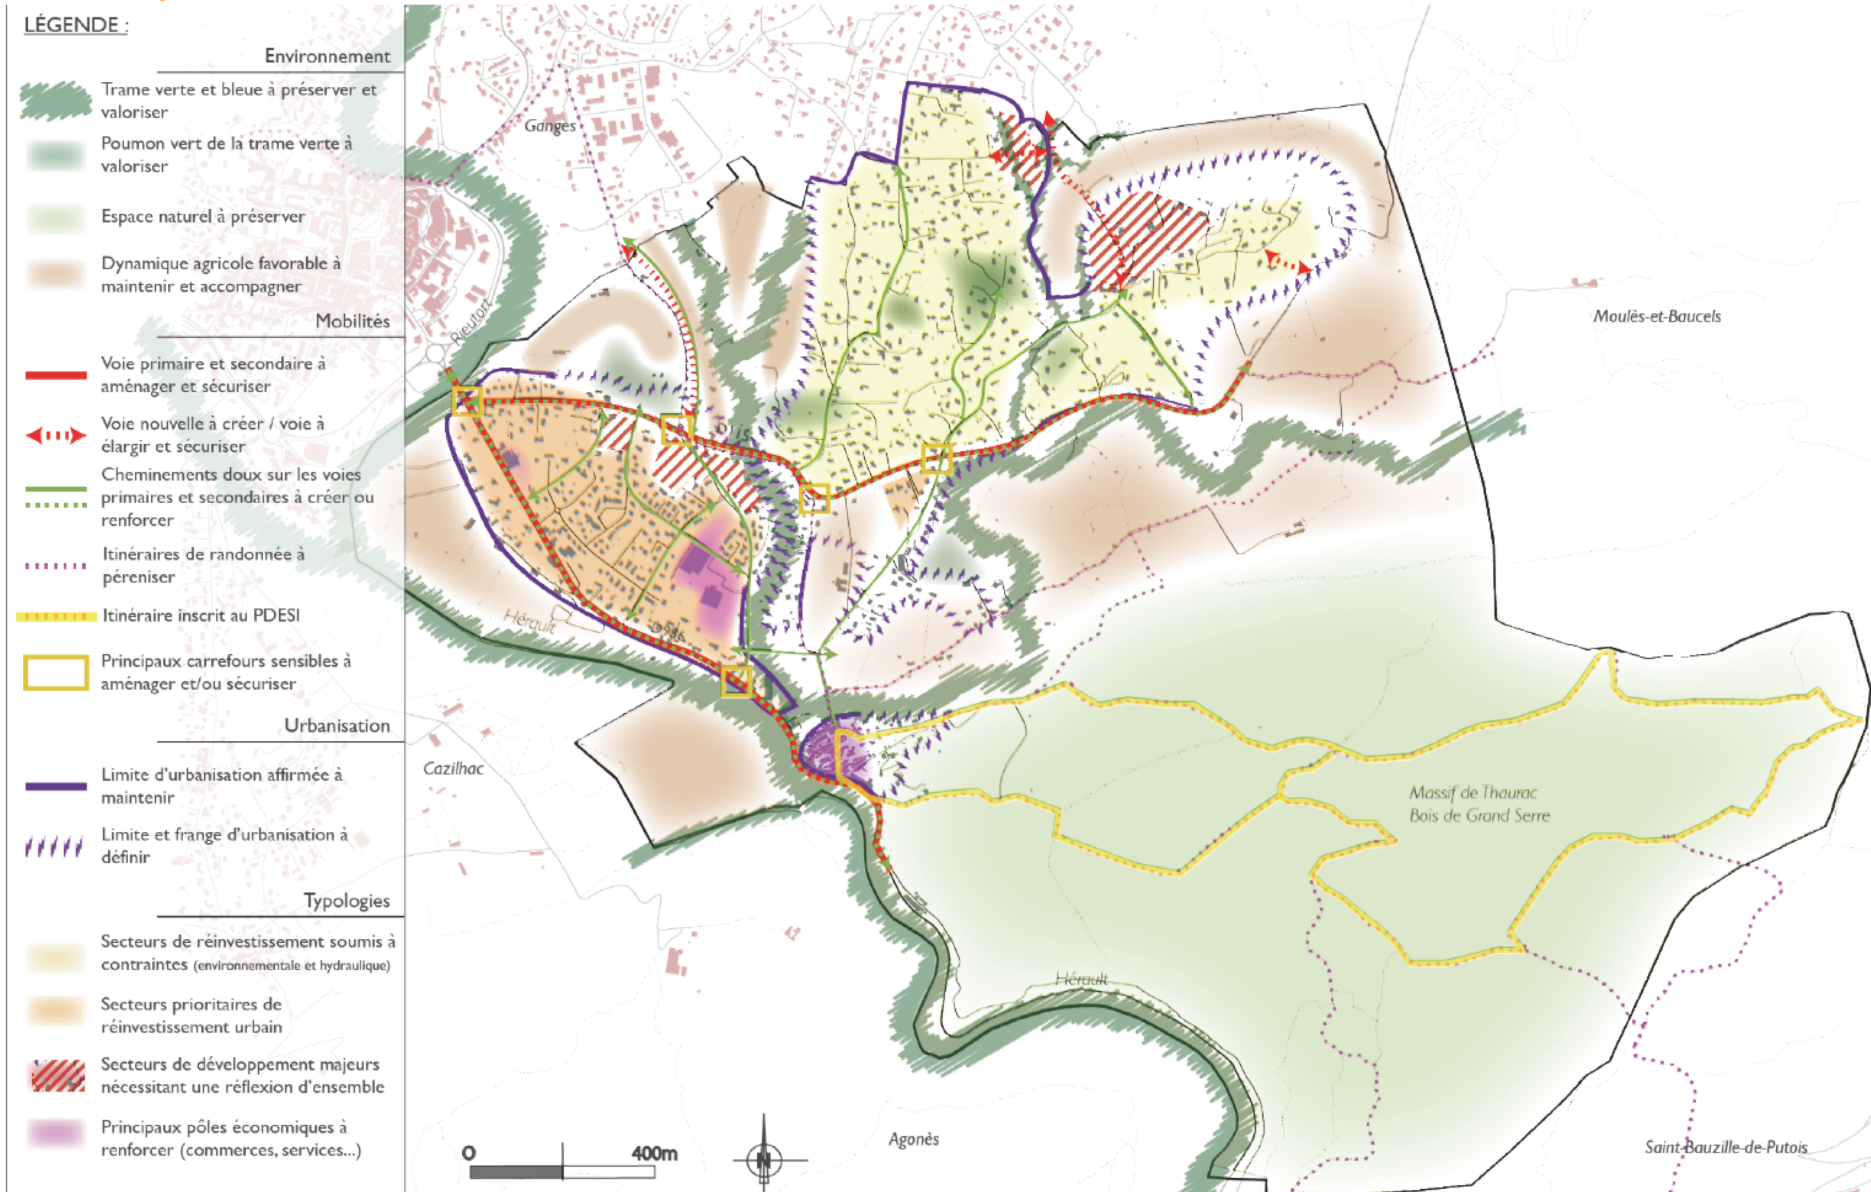 LÉGENDE :
Environnement
Trame verte et bleue à préserver et
valoriser
Poumon vert de la trame verte à
valoriser
Espace naturel à préserver
Dynamique agricole favorable à
maintenir et accompagner
Mobilités
Voie primaire et secondaire à
aménager et sécuriser
Voie nouvelle à créer / voie à
élargir et sécuriser
Cheminements doux sur les voies
primaires et secondaires à créer ou
renforcer
Itinéraires de randonnée à
péreniser
Itinéraire inscrit au PDESI
Principaux carrefours sensibles à
aménager et/ou sécuriser
Urbanisation
Limite d'urbanisation affirmée à
maintenir
Limite et frange d'urbanisation à
définir
Typologies
Secteurs de réinvestissement soumis à
contraintes (environnementale et hydraulique)
Secteurs prioritaires de
réinvestissement urbain
Secteurs de développement majeurs
nécessitant une réflexion d'ensemble
Principaux pôles économiques à
renforcer (commerces, services...)
Ganges
Rieutort
Moulès-et-Baucels
Hérault
Cazilhac
Massif de Thaurac
Bois de Grand Serre
Hérault
Agonès
Saint-Bauzille-de-Putois
0 400m
N